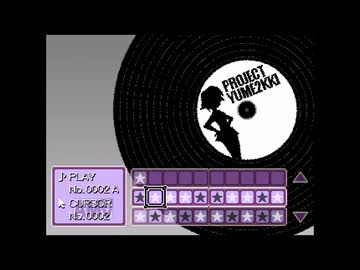 PROJECT
YUME2KKI
♪ PLAY
No.0002 A
CURSOR
No.0002